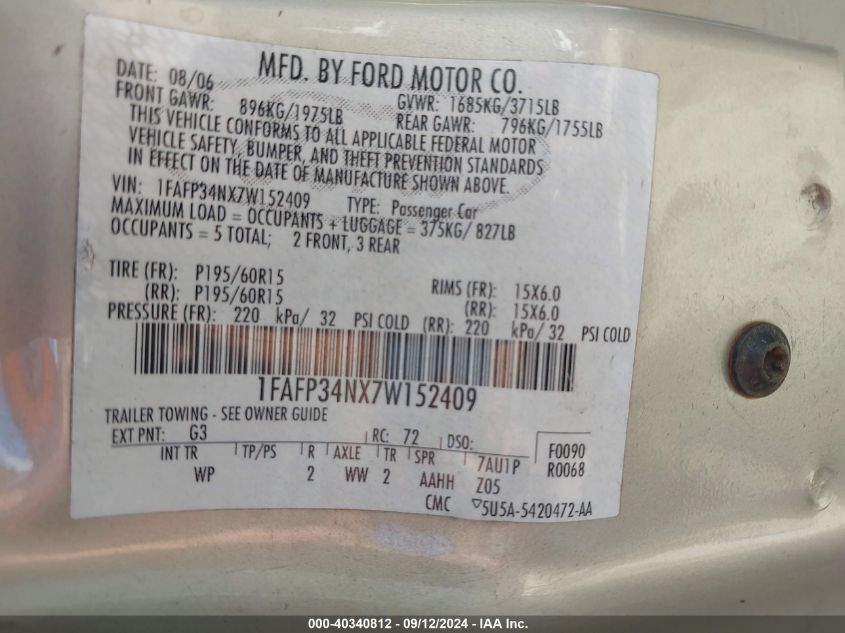 MFD. BY FORD MOTOR CO.
DATE: 08/06 GVWR: 1685KG/3715LB
FRONT GAWR: 896KG/1975LB REAR GAWR: 796KG/1755LB
THIS VEHICLE CONFORMS TO ALL APPLICABLE FEDERAL MOTOR
VEHICLE SAFETY, BUMPER, AND THEFT PREVENTION STANDARDS
IN EFFECT ON THE DATE OF MANUFACTURE SHOWN ABOVE.
VIN: 1FAFP34NX7W152409 TYPE: Passenger Car
MAXIMUM LOAD = OCCUPANTS + LUGGAGE = 375KG/ 827LB
OCCUPANTS = 5 TOTAL; 2 FRONT, 3 REAR
TIRE (FR): P195/60R15 RIMS (FR): 15X6.0
(RR): P195/60R15 (RR): 15X6.0
PRESSURE (FR): 220 kPa/ 32 PSI COLD (RR): 220 kPa/ 32 PSI COLD
1FAFP34NX7W152409
TRAILER TOWING - SEE OWNER GUIDE
EXT PNT: G3 RC: 72 DSO: F0090
INT TR TP/PS R AXLE TR SPR 7AU1P R0068
WP 2 WW 2 AAHH Z05
CMC ▽5U5A-5420472-AA
000-40340812 - 09/12/2024 - IAA Inc.